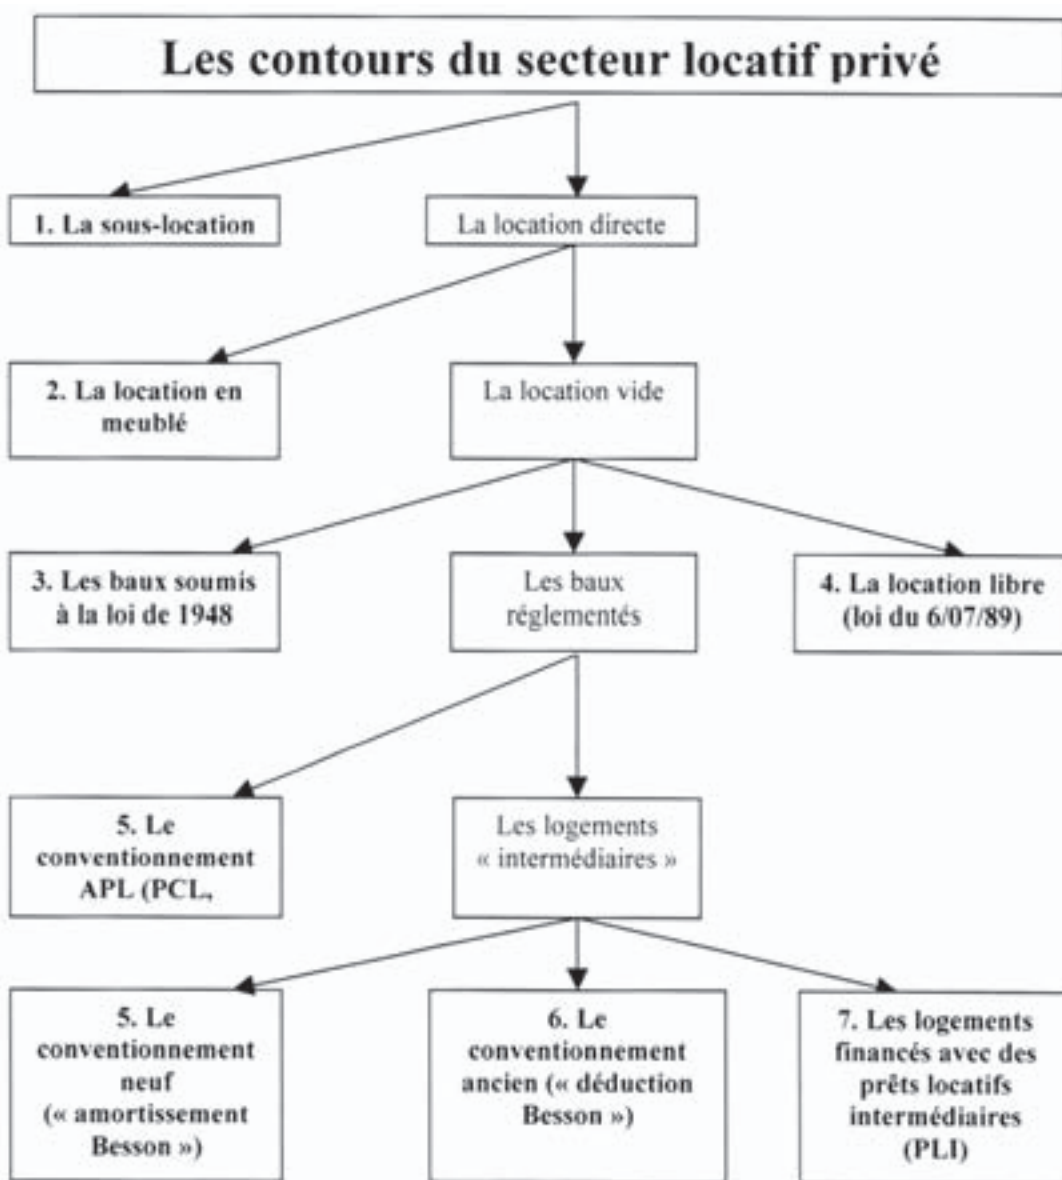 Les contours du secteur locatif privé
1. La sous-location
La location directe
2. La location en
meublé
La location vide
3. Les baux soumis
à la loi de 1948
Les baux
réglementés
4. La location libre
(loi du 6/07/89)
5. Le
conventionnement
APL (PCL,
Les logements
« intermédiaires »
5. Le
conventionnement
neuf
(« amortissement
Besson »)
6. Le
conventionnement
ancien (« déduction
Besson »)
7. Les logements
financés avec des
prêts locatifs
intermédiaires
(PLI)